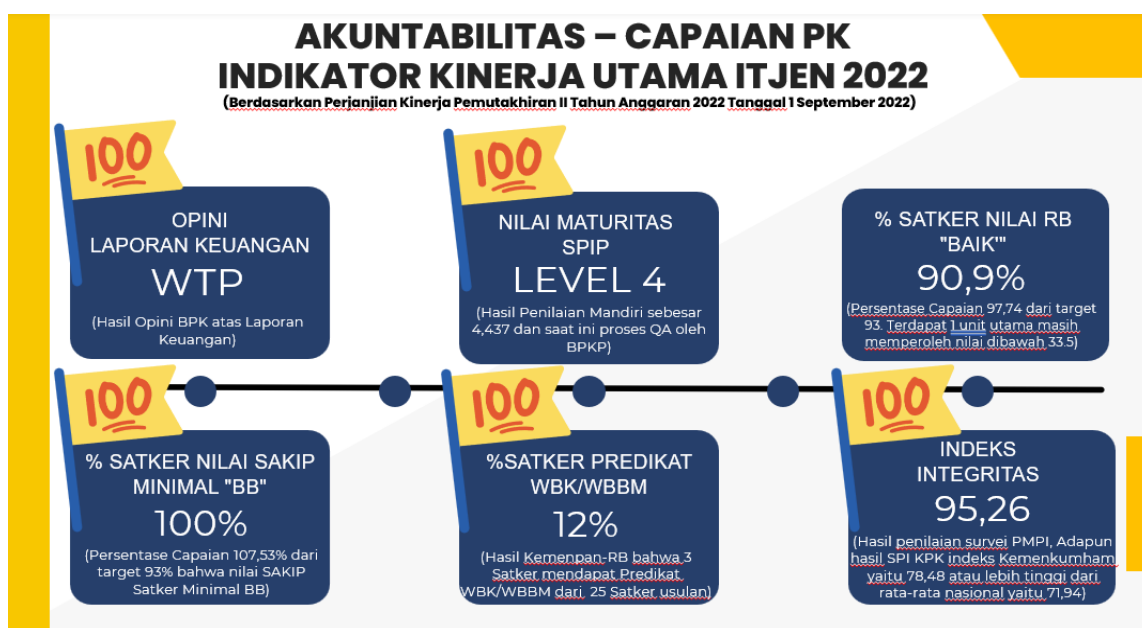 AKUNTABILITAS – CAPAIAN PK
INDIKATOR KINERJA UTAMA ITJEN 2022
(Berdasarkan Perjanjian Kinerja Pemutakhiran II Tahun Anggaran 2022 Tanggal 1 September 2022)
100
OPINI
LAPORAN KEUANGAN
WTP
(Hasil Opini BPK atas Laporan
Keuangan)
100
NILAI MATURITAS
SPIP
LEVEL 4
(Hasil Penilaian Mandiri sebesar
4,437 dan saat ini proses QA oleh
BPKP)
% SATKER NILAI RB
"BAIK'"
90,9%
(Persentase Capaian 97,74 dari target
93. Terdapat 1 unit utama masih
memperoleh nilai dibawah 33.5)
100
% SATKER NILAI SAKIP
MINIMAL "BB"
100%
(Persentase Capaian 107,53% dari
target 93% bahwa nilai SAKIP
Satker Minimal BB)
100
%SATKER PREDIKAT
WBK/WBBM
12%
(Hasil Kemenpan-RB bahwa 3
Satker mendapat Predikat
WBK/WBBM dari 25 Satker usulan)
100
INDEKS
INTEGRITAS
95,26
(Hasil penilaian survei PMPI, Adapun
hasil SPI KPK indeks Kemenkumham
yaitu 78,48 atau lebih tinggi dari
rata-rata nasional yaitu 71,94)